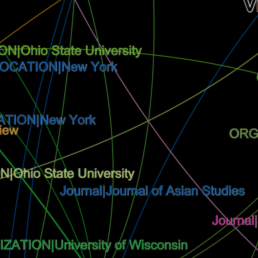 ON|Ohio State University
OCATION|New York
ATION|New York
iew
ORG
N|Ohio State University
Journal|Journal of Asian Studies
Journal|
IZATION|University of Wisconsin